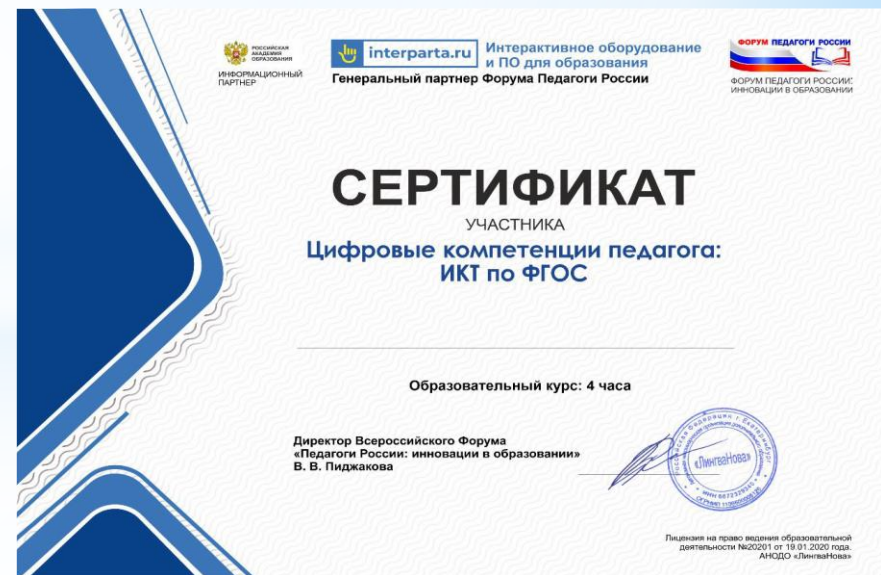 РОССИЙСКАЯ
АКАДЕМИЯ
ОБРАЗОВАНИЯ
ИНФОРМАЦИОННЫЙ
ПАРТНЕР
interparta.ru
Интерактивное оборудование
и ПО для образования
Генеральный партнер Форума Педагоги России
ФОРУМ ПЕДАГОГИ РОССИИ
ФОРУМ ПЕДАГОГИ РОССИИ:
ИННОВАЦИИ В ОБРАЗОВАНИИ
СЕРТИФИКАТ
УЧАСТНИКА
Цифровые компетенции педагога:
ИКТ по ФГОС
Образовательный курс: 4 часа
Директор Всероссийского Форума
«Педагоги России: инновации в образовании»
В. В. Пиджакова
«ЛингваНова»
Лицензия на право ведения образовательной
деятельности №20201 от 19.01.2020 года.
АНОДО «ЛингваНова»